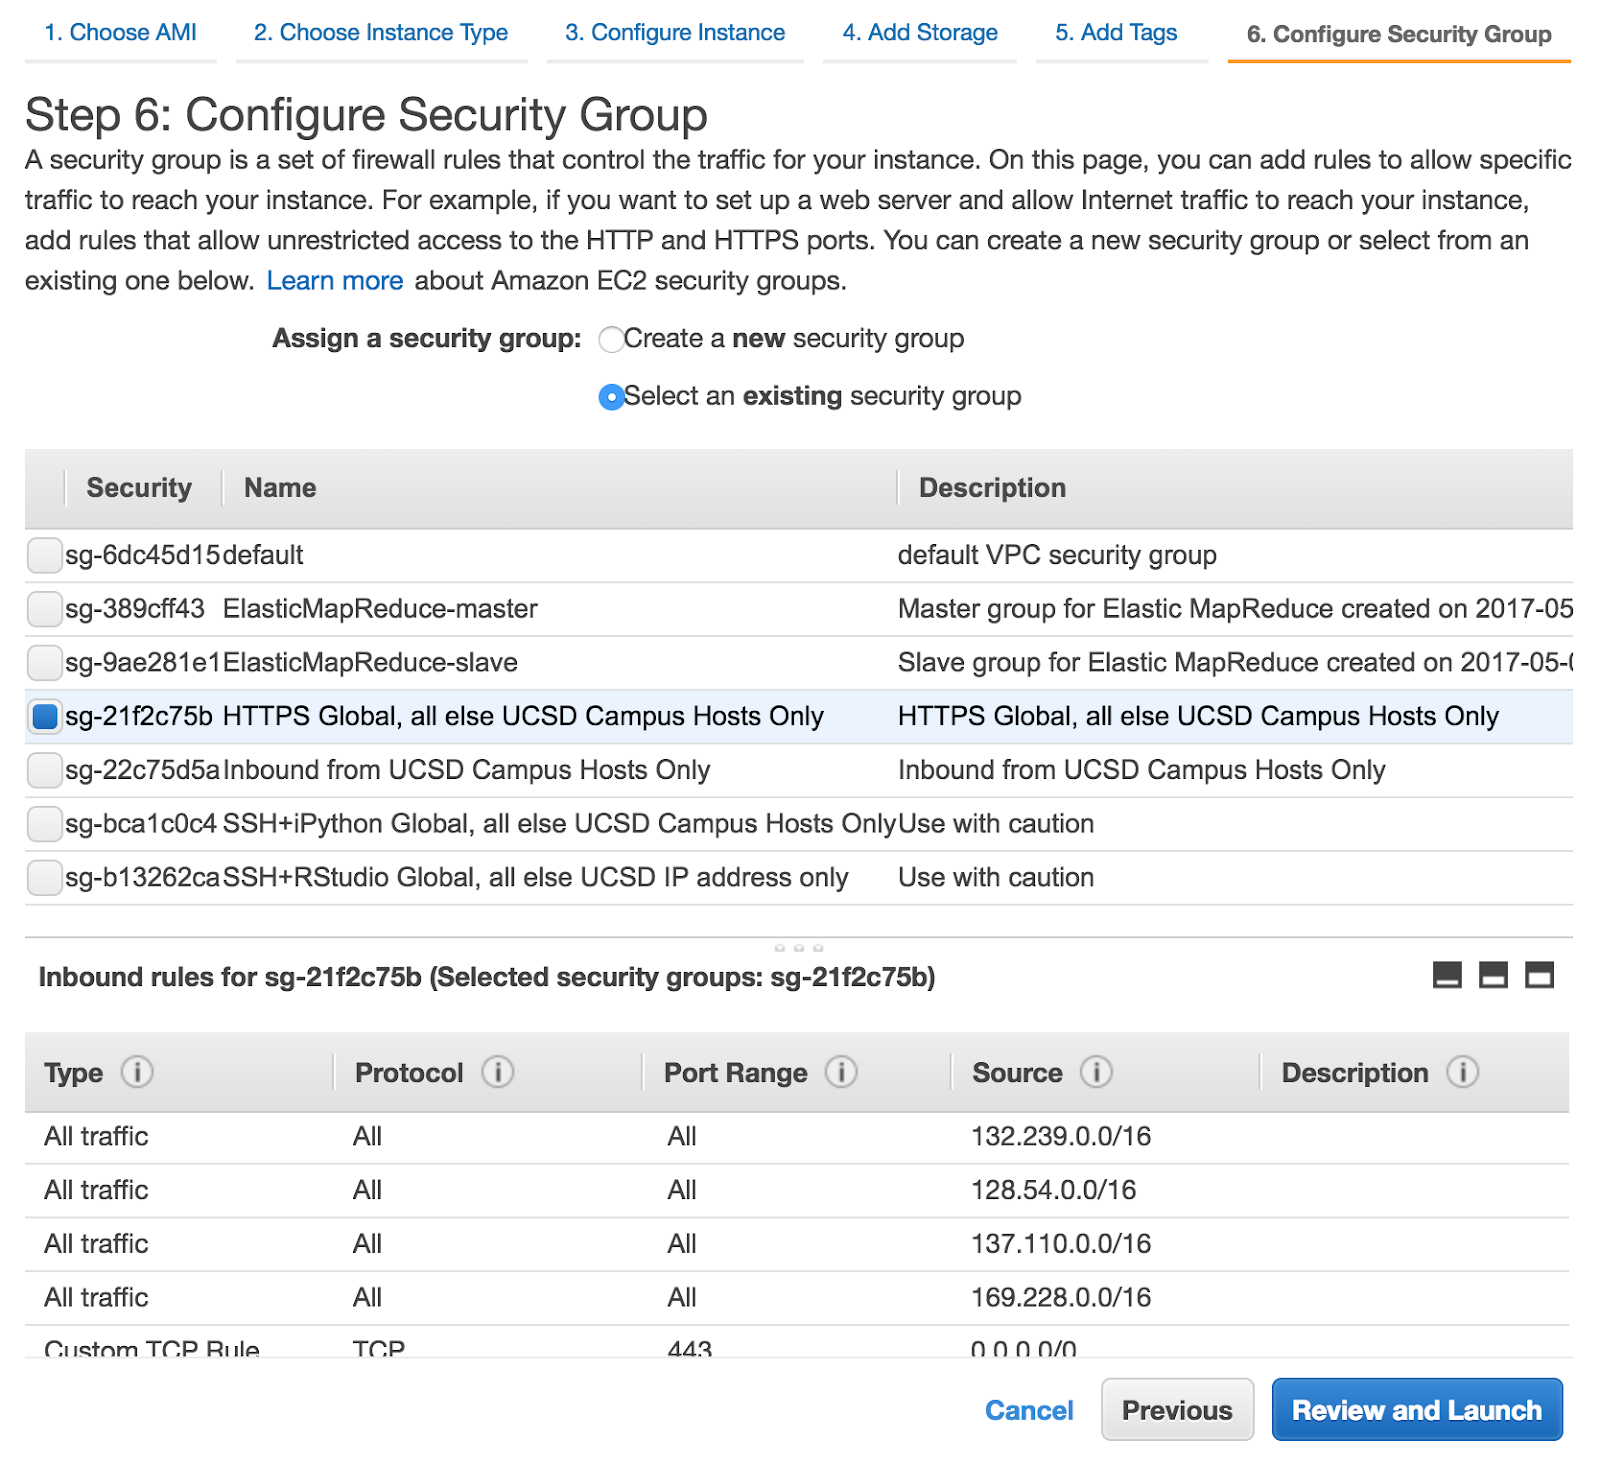 1. Choose AMI 2. Choose Instance Type 3. Configure Instance 4. Add Storage 5. Add Tags 6. Configure Security Group
Step 6: Configure Security Group
A security group is a set of firewall rules that control the traffic for your instance. On this page, you can add rules to allow specific
traffic to reach your instance. For example, if you want to set up a web server and allow Internet traffic to reach your instance,
add rules that allow unrestricted access to the HTTP and HTTPS ports. You can create a new security group or select from an
existing one below. Learn more about Amazon EC2 security groups.
Assign a security group: Create a new security group
Select an existing security group
Security Name Description
sg-6dc45d15 default default VPC security group
sg-389cff43 ElasticMapReduce-master Master group for Elastic MapReduce created on 2017-05
sg-9ae281e1 ElasticMapReduce-slave Slave group for Elastic MapReduce created on 2017-05-0
sg-21f2c75b HTTPS Global, all else UCSD Campus Hosts Only HTTPS Global, all else UCSD Campus Hosts Only
sg-22c75d5a Inbound from UCSD Campus Hosts Only Inbound from UCSD Campus Hosts Only
sg-bca1c0c4 SSH+iPython Global, all else UCSD Campus Hosts Only Use with caution
sg-b13262ca SSH+RStudio Global, all else UCSD IP address only Use with caution
Inbound rules for sg-21f2c75b (Selected security groups: sg-21f2c75b)
Type i Protocol i Port Range i Source i Description i
All traffic All All 132.239.0.0/16
All traffic All All 128.54.0.0/16
All traffic All All 137.110.0.0/16
All traffic All All 169.228.0.0/16
Custom TCP Rule TCP 443 0.0.0.0/0
Cancel Previous Review and Launch